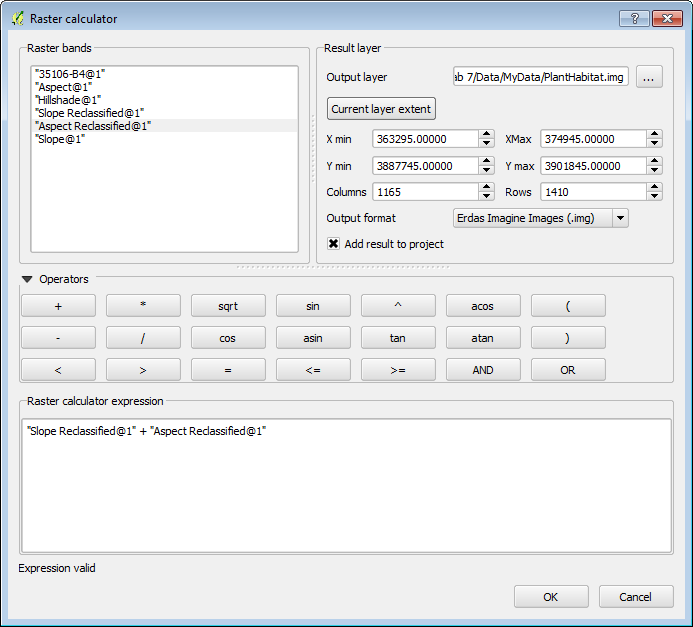 Raster calculator
Raster bands
"35106-B4@1"
"Aspect@1"
"Hillshade@1"
"Slope Reclassified@1"
"Aspect Reclassified@1"
"Slope@1"
Result layer
Output layer ab 7/Data/MyData/PlantHabitat.img ...
Current layer extent
X min 363295.00000 XMax 374945.00000
Y min 3887745.00000 Y max 3901845.00000
Columns 1165 Rows 1410
Output format Erdas Imagine Images (.img)
Add result to project
Operators
+ * sqrt sin ^ acos (
- / cos asin tan atan )
< > = <= >= AND OR
Raster calculator expression
"Slope Reclassified@1" + "Aspect Reclassified@1"
Expression valid
OK Cancel